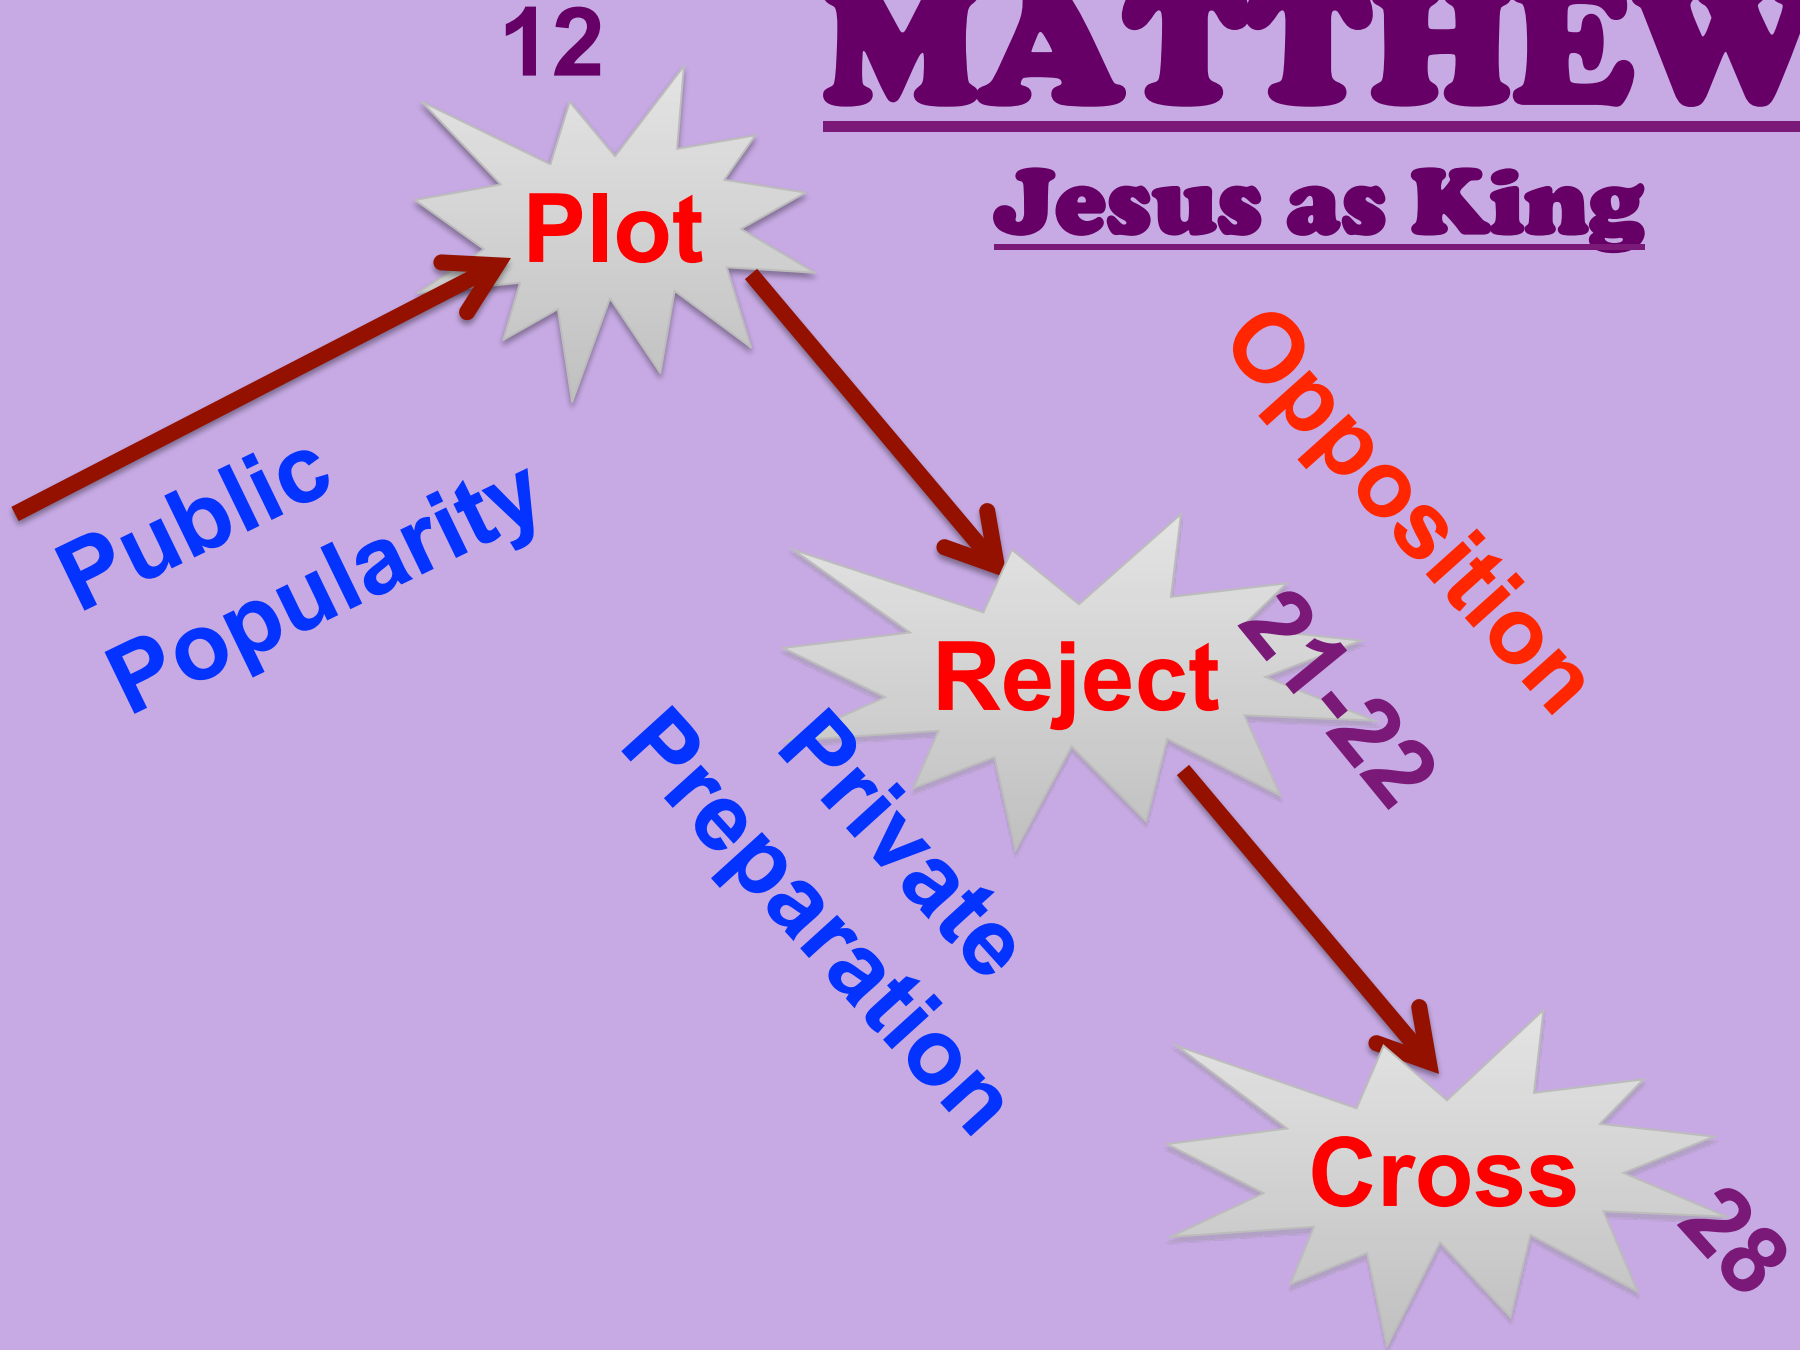 12
MATTHEW
Jesus as King
Plot
Opposition
Public
Popularity
Reject
21-22
Private
Preparation
Cross
28